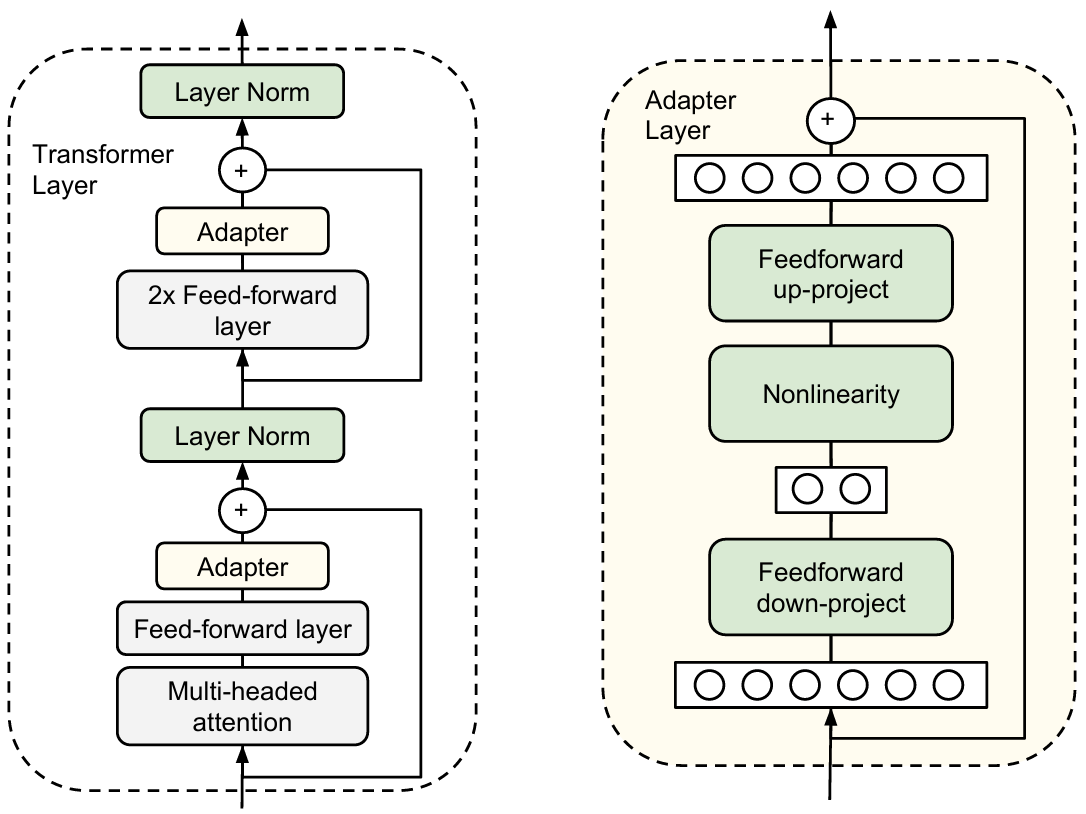 Layer Norm
Transformer
Layer
+
Adapter
2x Feed-forward
layer
Layer Norm
+
Adapter
Feed-forward layer
Multi-headed
attention
Adapter
Layer
+
Feedforward
up-project
Nonlinearity
Feedforward
down-project